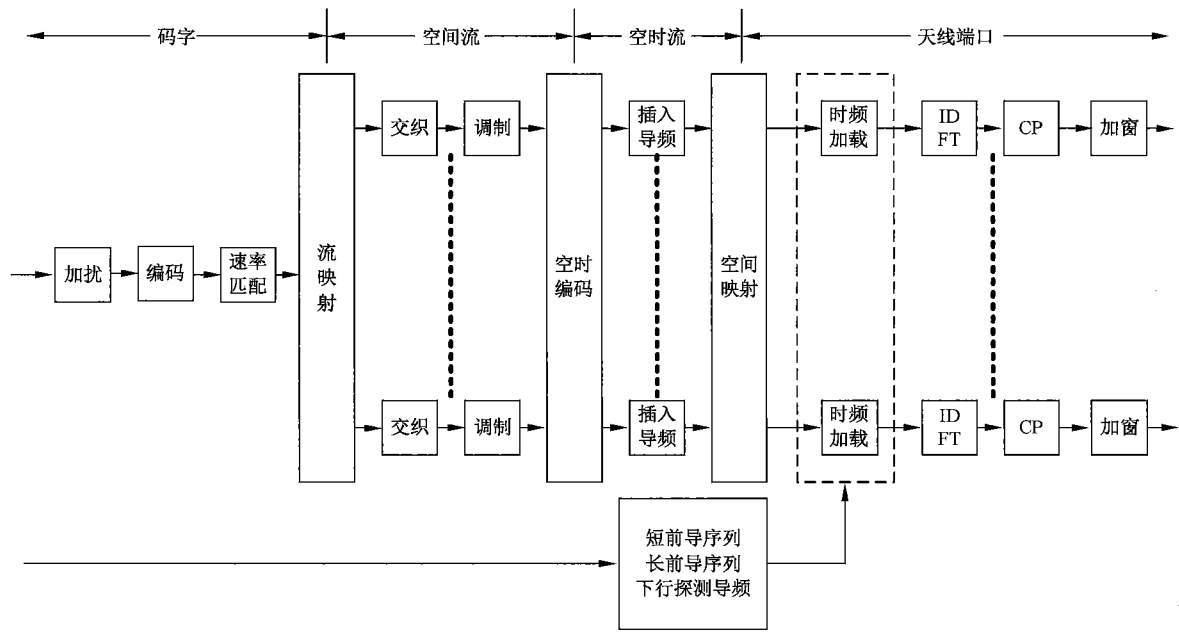 码字
空间流
空时流
天线端口
交织
调制
插入
导频
时频
加载
ID
FT
CP
加窗
加扰
编码
速率
匹配
流
映
射
空时
编码
空间
映射
交织
调制
插入
导频
时频
加载
ID
FT
CP
加窗
短前导序列
长前导序列
下行探测导频